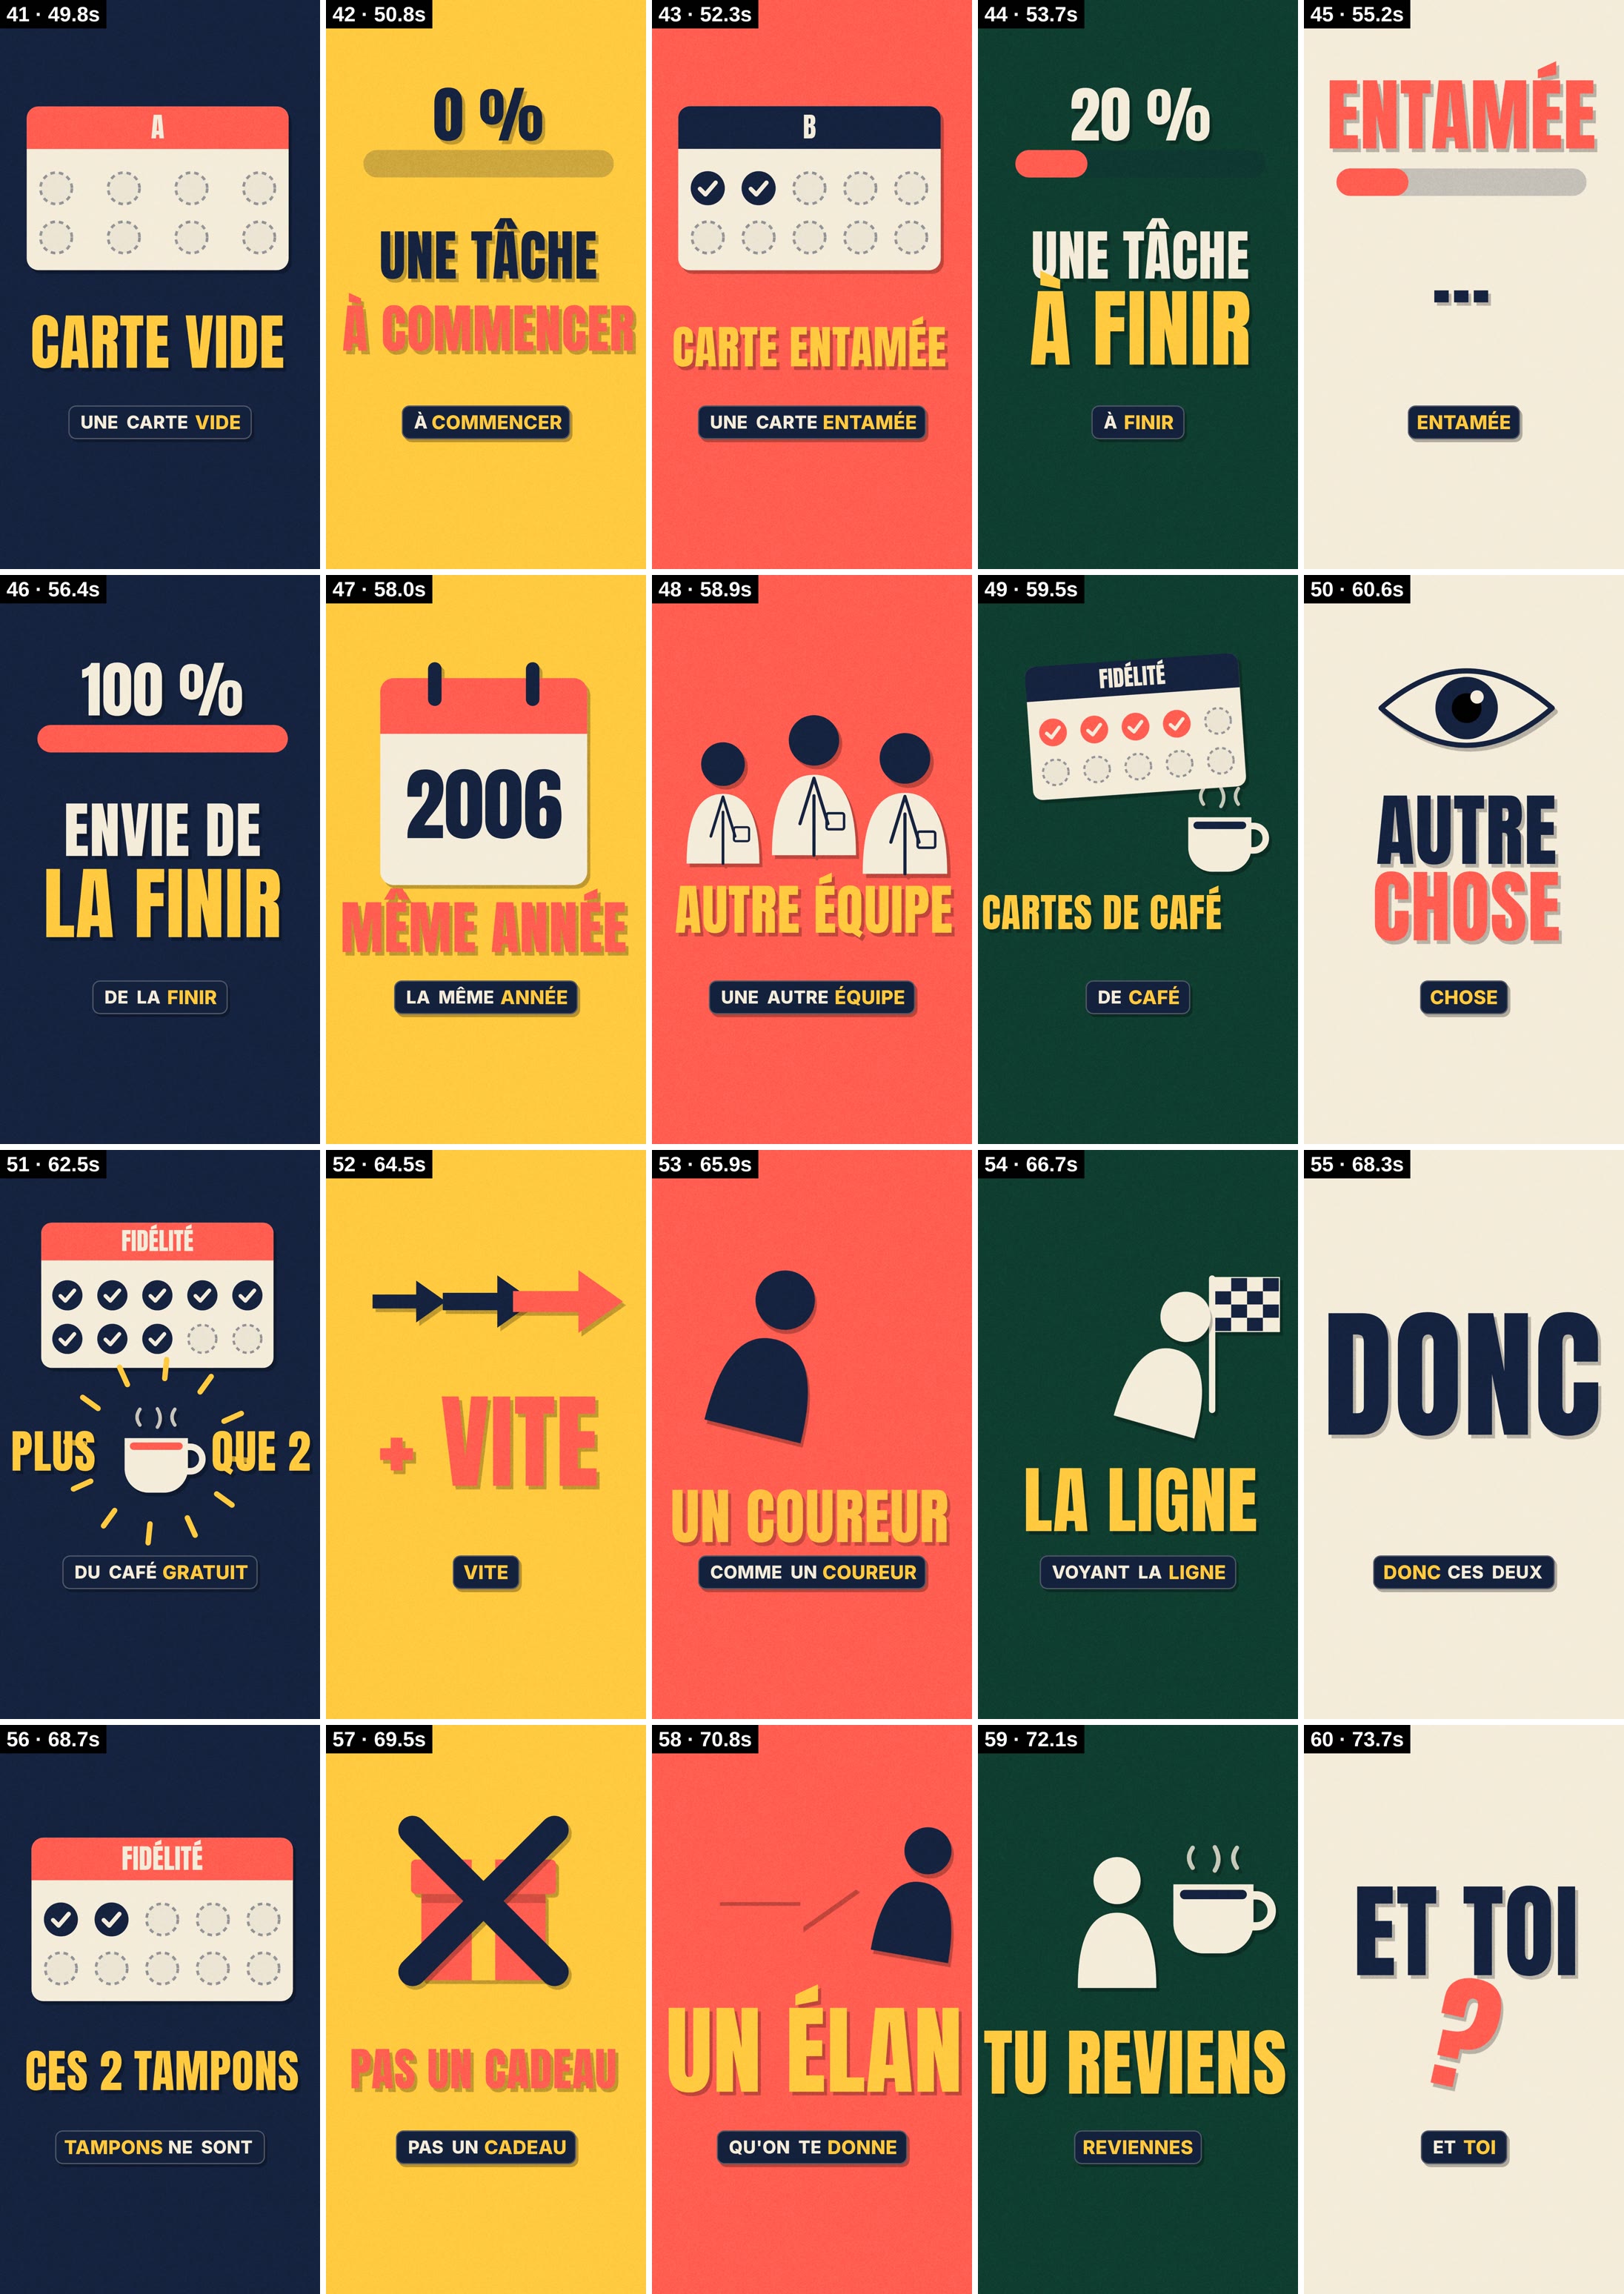 41 · 49.8s
A
CARTE VIDE
UNE CARTE VIDE
42 · 50.8s
0 %
UNE TÂCHE
À COMMENCER
À COMMENCER
43 · 52.3s
B
CARTE ENTAMÉE
UNE CARTE ENTAMÉE
44 · 53.7s
20 %
UNE TÂCHE
À FINIR
À FINIR
45 · 55.2s
ENTAMÉE
...
ENTAMÉE
46 · 56.4s
100 %
ENVIE DE
LA FINIR
DE LA FINIR
47 · 58.0s
2006
MÊME ANNÉE
LA MÊME ANNÉE
48 · 58.9s
AUTRE ÉQUIPE
UNE AUTRE ÉQUIPE
49 · 59.5s
FIDÉLITÉ
CARTES DE CAFÉ
DE CAFÉ
50 · 60.6s
AUTRE
CHOSE
CHOSE
51 · 62.5s
FIDÉLITÉ
PLUS QUE 2
DU CAFÉ GRATUIT
52 · 64.5s
+ VITE
VITE
53 · 65.9s
UN COUREUR
COMME UN COUREUR
54 · 66.7s
LA LIGNE
VOYANT LA LIGNE
55 · 68.3s
DONC
DONC CES DEUX
56 · 68.7s
FIDÉLITÉ
CES 2 TAMPONS
TAMPONS NE SONT
57 · 69.5s
PAS UN CADEAU
PAS UN CADEAU
58 · 70.8s
UN ÉLAN
QU'ON TE DONNE
59 · 72.1s
TU REVIENS
REVIENNES
60 · 73.7s
ET TOI
?
ET TOI